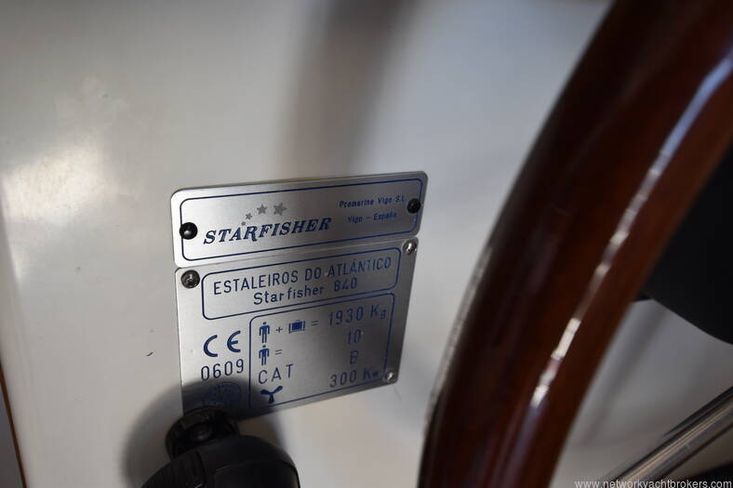 STARFISHER
Promarine Vigo S.L
Vigo - España
ESTALEIROS DO ATLÁNTICO
Starfisher 840
CE
0609
+ = 1930 Kg
= 10
CAT B
300 Kw
www.networkyachtbrokers.com